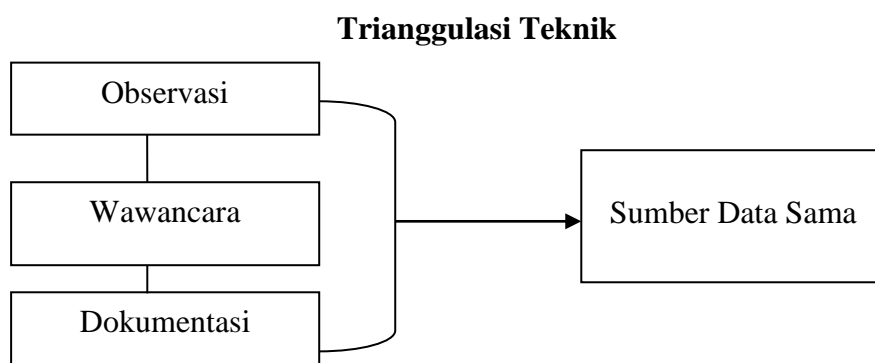 Trianggulasi Teknik
Observasi
Wawancara
Dokumentasi
Sumber Data Sama